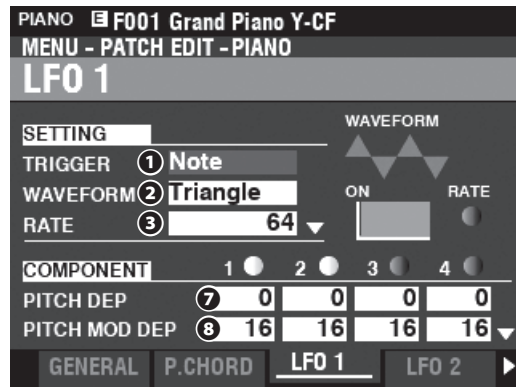 PIANO E F001 Grand Piano Y-CF
MENU - PATCH EDIT - PIANO
LFO 1
SETTING
WAVEFORM
TRIGGER 1 Note
WAVEFORM 2 Triangle
ON RATE
RATE 3 64
COMPONENT 1 2 3 4
PITCH DEP 7 0 0 0 0
PITCH MOD DEP 8 16 16 16 16
GENERAL P.CHORD LFO 1 LFO 2